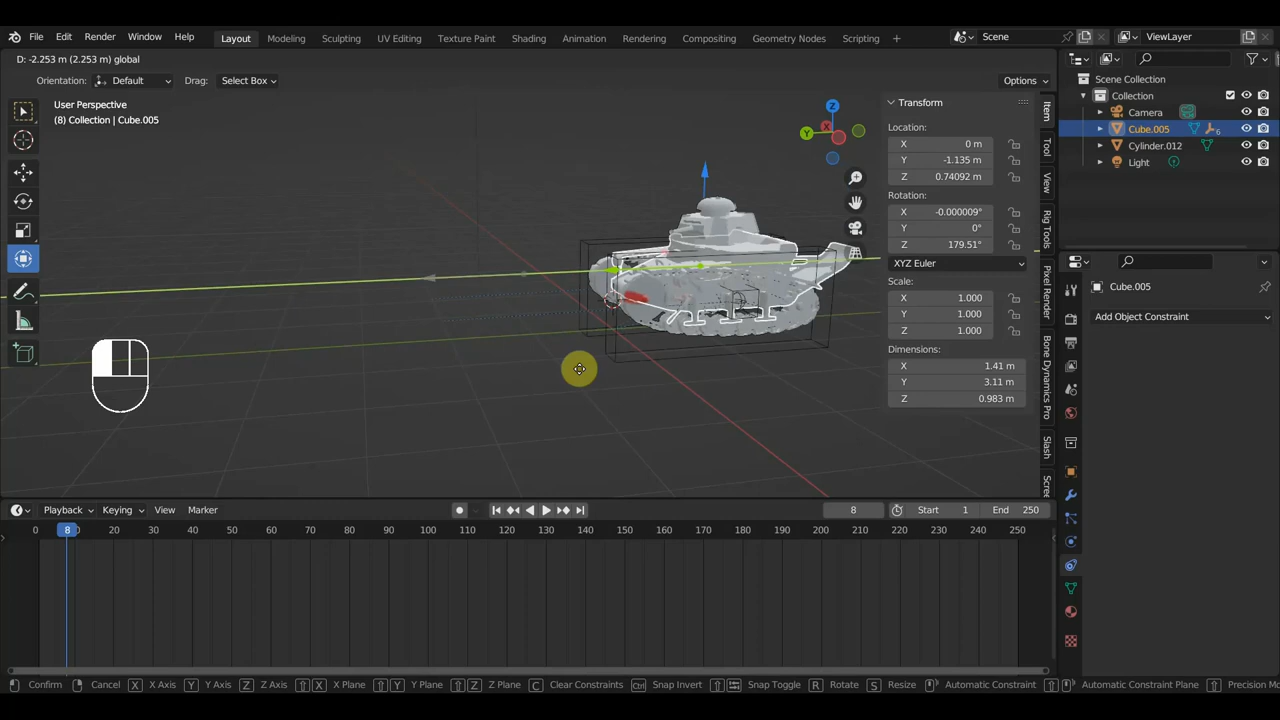 File Edit Render Window Help Layout Modeling Sculpting UV Editing Texture Paint Shading Animation Rendering Compositing Geometry Nodes Scripting + Scene ViewLayer
D: -2.253 m (2.253 m) global
Orientation: Default Drag: Select Box Options
User Perspective
(8) Collection | Cube.005
Z
Y
X
Transform
Location:
X 0 m
Y -1.135 m
Z 0.74092 m
Rotation:
X -0.000009°
Y 0°
Z 179.51°
XYZ Euler
Scale:
X 1.000
Y 1.000
Z 1.000
Dimensions:
X 1.41 m
Y 3.11 m
Z 0.983 m
Item
Tool
View
Rig Tools
Pixel Render
Bone Dynamics Pro
Slash
Scree
Scene Collection
Collection
Camera
Cube.005 6
Cylinder.012
Light
Cube.005
Add Object Constraint
Playback Keying View Marker 8 Start 1 End 250
0 8 20 30 40 50 60 70 80 90 100 110 120 130 140 150 160 170 180 190 200 210 220 230 240 250
Confirm Cancel X X Axis Y Y Axis Z Z Axis X X Plane Y Y Plane Z Z Plane C Clear Constraints Ctrl Snap Invert Snap Toggle R Rotate S Resize Automatic Constraint Automatic Constraint Plane Precision Mo